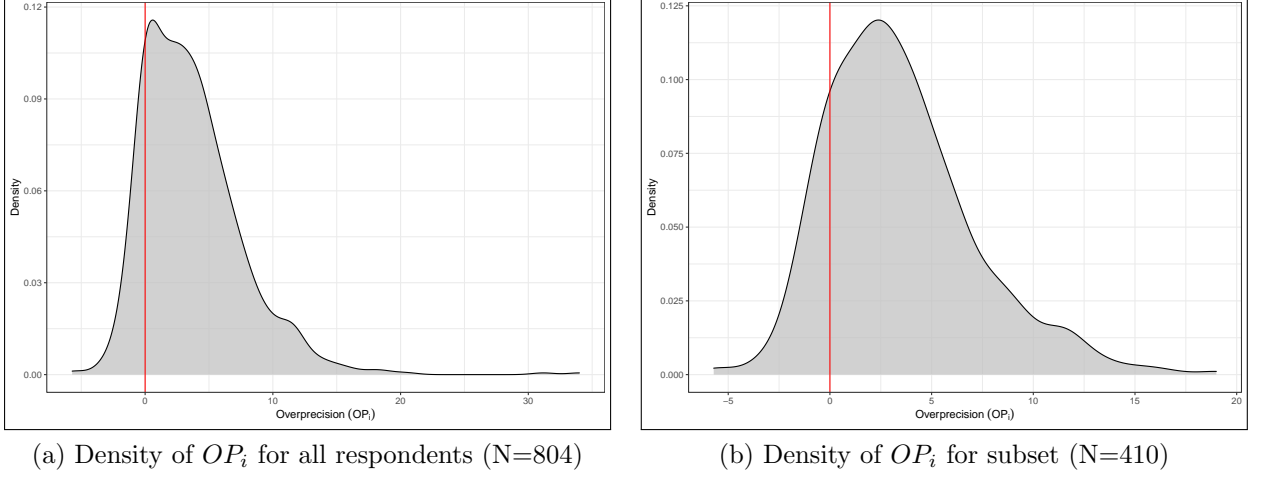 0.12
0.09
0.06
0.03
0.00
Density
0 10 20 30
Overprecision (OPi)
(a) Density of OPi for all respondents (N=804)
0.125
0.100
0.075
0.050
0.025
0.000
Density
−5 0 5 10 15 20
Overprecision (OPi)
(b) Density of OPi for subset (N=410)